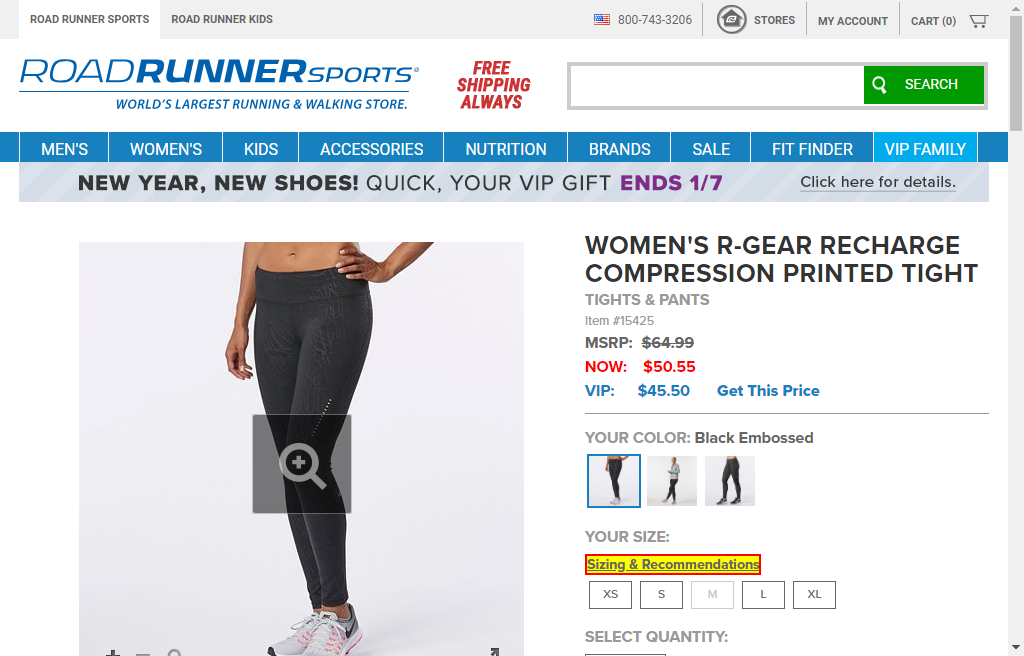 ROAD RUNNER SPORTS
ROAD RUNNER KIDS
800-743-3206
STORES
MY ACCOUNT
CART (0)
ROADRUNNERSPORTS®
WORLD'S LARGEST RUNNING & WALKING STORE.
FREE
SHIPPING
ALWAYS
SEARCH
MEN'S
WOMEN'S
KIDS
ACCESSORIES
NUTRITION
BRANDS
SALE
FIT FINDER
VIP FAMILY
NEW YEAR, NEW SHOES! QUICK, YOUR VIP GIFT ENDS 1/7
Click here for details.
WOMEN'S R-GEAR RECHARGE
COMPRESSION PRINTED TIGHT
TIGHTS & PANTS
Item #15425
MSRP: $64.99
NOW: $50.55
VIP: $45.50 Get This Price
YOUR COLOR: Black Embossed
YOUR SIZE:
Sizing & Recommendations
XS
S
M
L
XL
SELECT QUANTITY: